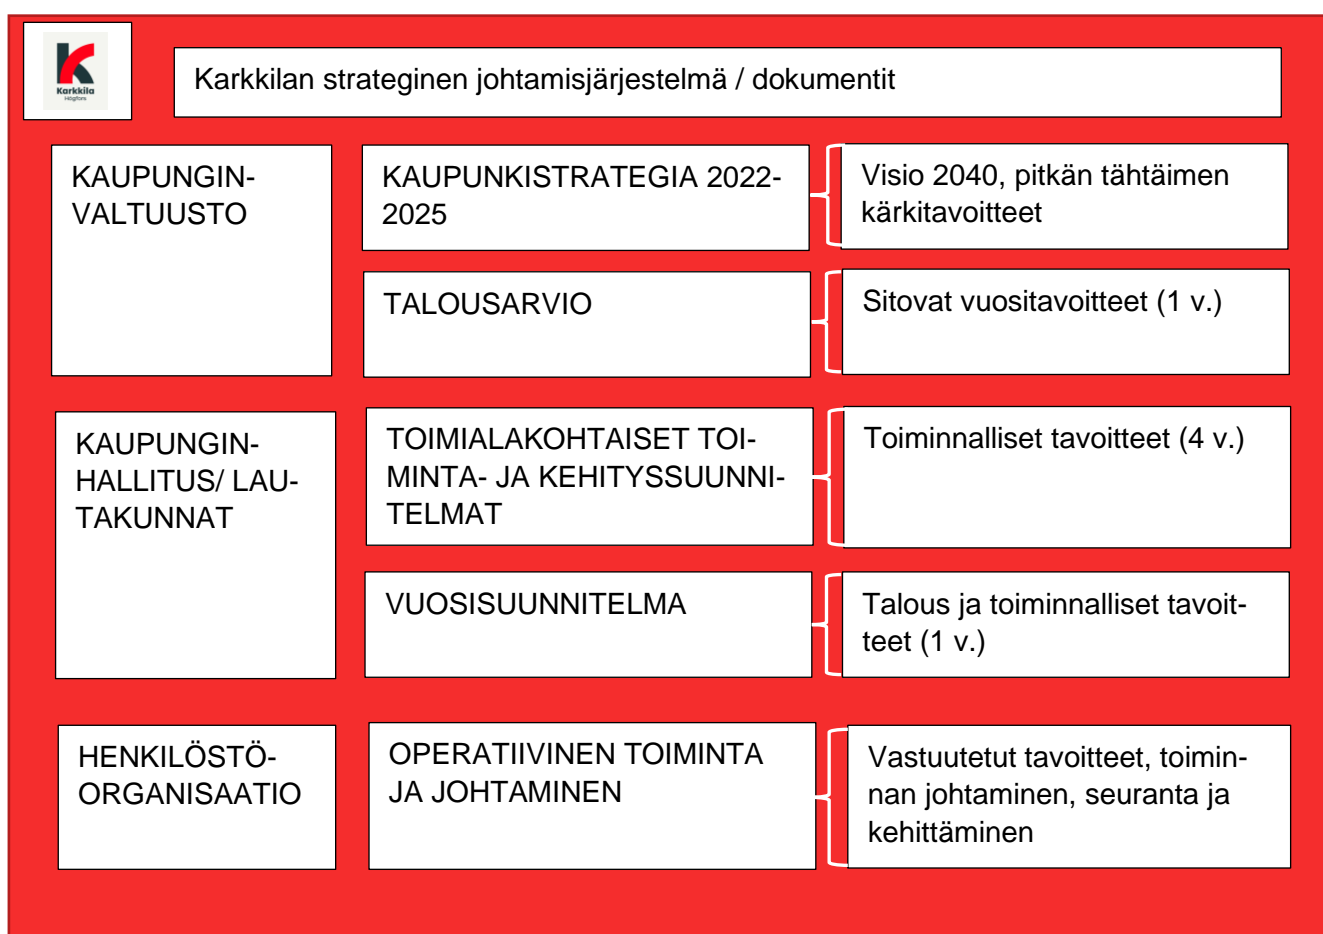 Karkkila
Högfors
Karkkilan strateginen johtamisjärjestelmä / dokumentit
KAUPUNGIN-
VALTUUSTO
KAUPUNKISTRATEGIA 2022-
2025
Visio 2040, pitkän tähtäimen
kärkitavoitteet
TALOUSARVIO
Sitovat vuositavoitteet (1 v.)
KAUPUNGIN-
HALLITUS/ LAU-
TAKUNNAT
TOIMIALAKOHTAISET TOI-
MINTA- JA KEHITYSSUUNNI-
TELMAT
Toiminnalliset tavoitteet (4 v.)
VUOSISUUNNITELMA
Talous ja toiminnalliset tavoit-
teet (1 v.)
HENKILÖSTÖ-
ORGANISAATIO
OPERATIIVINEN TOIMINTA
JA JOHTAMINEN
Vastuutetut tavoitteet, toimin-
nan johtaminen, seuranta ja
kehittäminen